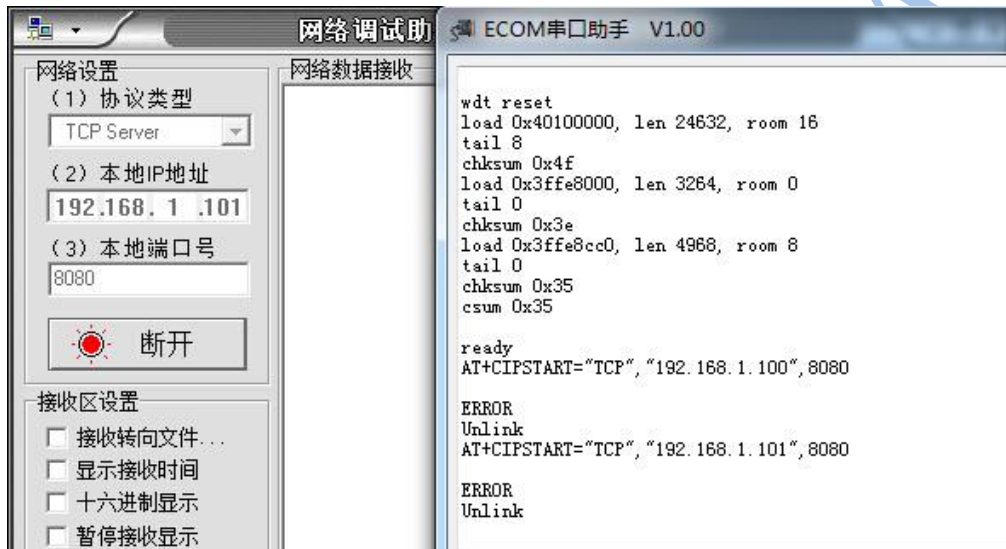 网络调试助
网络设置
（1）协议类型
TCP Server
（2）本地IP地址
192.168. 1 .101
（3）本地端口号
8080
断开
接收区设置
接收转向文件...
显示接收时间
十六进制显示
暂停接收显示
网络数据接收
ECOM串口助手 V1.00
wdt reset
load 0x40100000, len 24632, room 16
tail 8
chksum 0x4f
load 0x3ffe8000, len 3264, room 0
tail 0
chksum 0x3e
load 0x3ffe8cc0, len 4968, room 8
tail 0
chksum 0x35
csum 0x35
ready
AT+CIPSTART="TCP","192.168.1.100",8080
ERROR
Unlink
AT+CIPSTART="TCP","192.168.1.101",8080
ERROR
Unlink